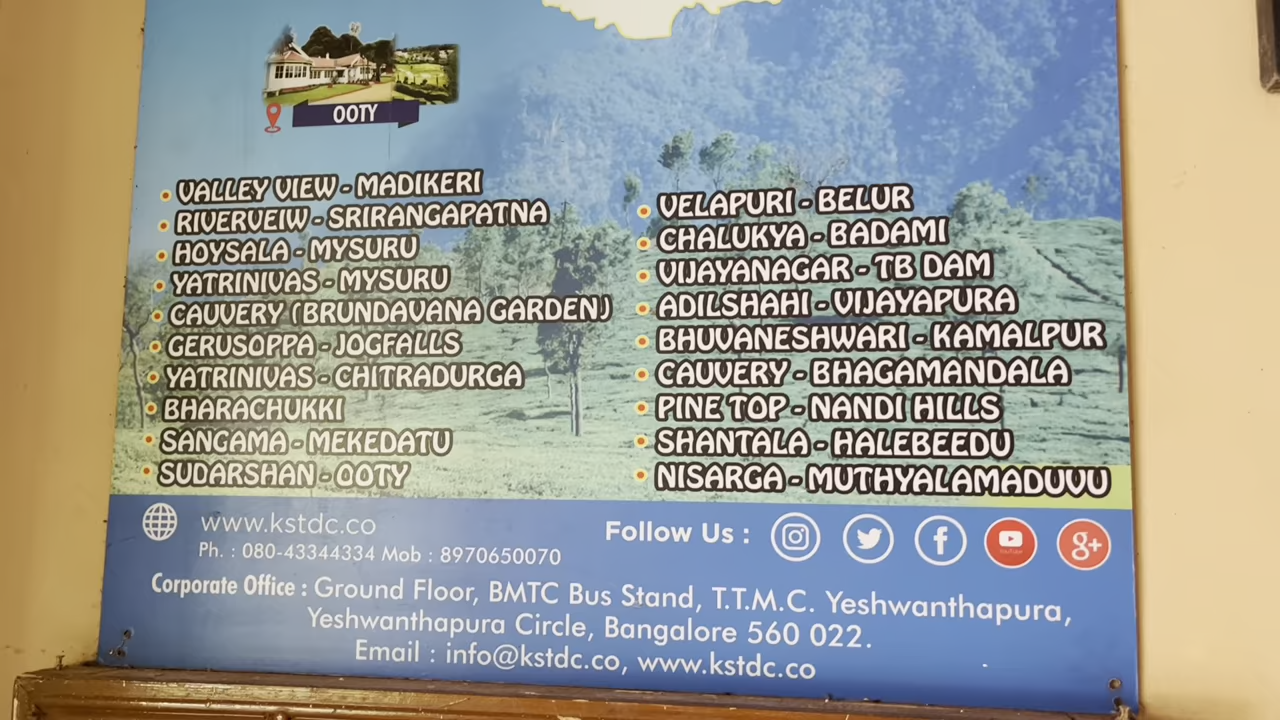 OOTY
VALLEY VIEW - MADIKERI
RIVERVEIW - SRIRANGAPATNA
HOYSALA - MYSURU
YATRINIVAS - MYSURU
CAUVERY (BRUNDAVANA GARDEN)
GERUSOPPA - JOGFALLS
YATRINIVAS - CHITRADURGA
BHARACHUKKI
SANGAMA - MEKEDATU
SUDARSHAN - OOTY
VELAPURI - BELUR
CHALUKYA - BADAMI
VIJAYANAGAR - TB DAM
ADILSHAHI - VIJAYAPURA
BHUVANESHWARI - KAMALPUR
CAUVERY - BHAGAMANDALA
PINE TOP - NANDI HILLS
SHANTALA - HALEBEEDU
NISARGA - MUTHYALAMADUVU
www.kstdc.co
Ph. : 080-43344334 Mob : 8970650070
Follow Us :
YouTube
g+
Corporate Office : Ground Floor, BMTC Bus Stand, T.T.M.C. Yeshwanthapura,
Yeshwanthapura Circle, Bangalore 560 022.
Email : info@kstdc.co, www.kstdc.co